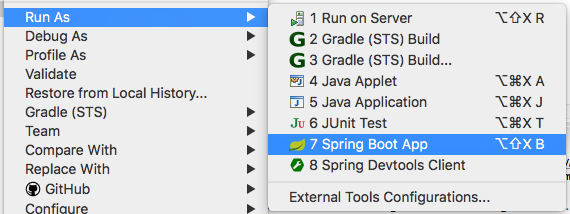 Run As
Debug As
Profile As
Validate
Restore from Local History...
Gradle (STS)
Team
Compare With
Replace With
GitHub
Configure
1 Run on Server ⌥⇧X R
2 Gradle (STS) Build
3 Gradle (STS) Build...
4 Java Applet ⌥⌘X A
5 Java Application ⌥⌘X J
Ju 6 JUnit Test ⌥⌘X T
7 Spring Boot App ⌥⇧X B
8 Spring Devtools Client
External Tools Configurations...